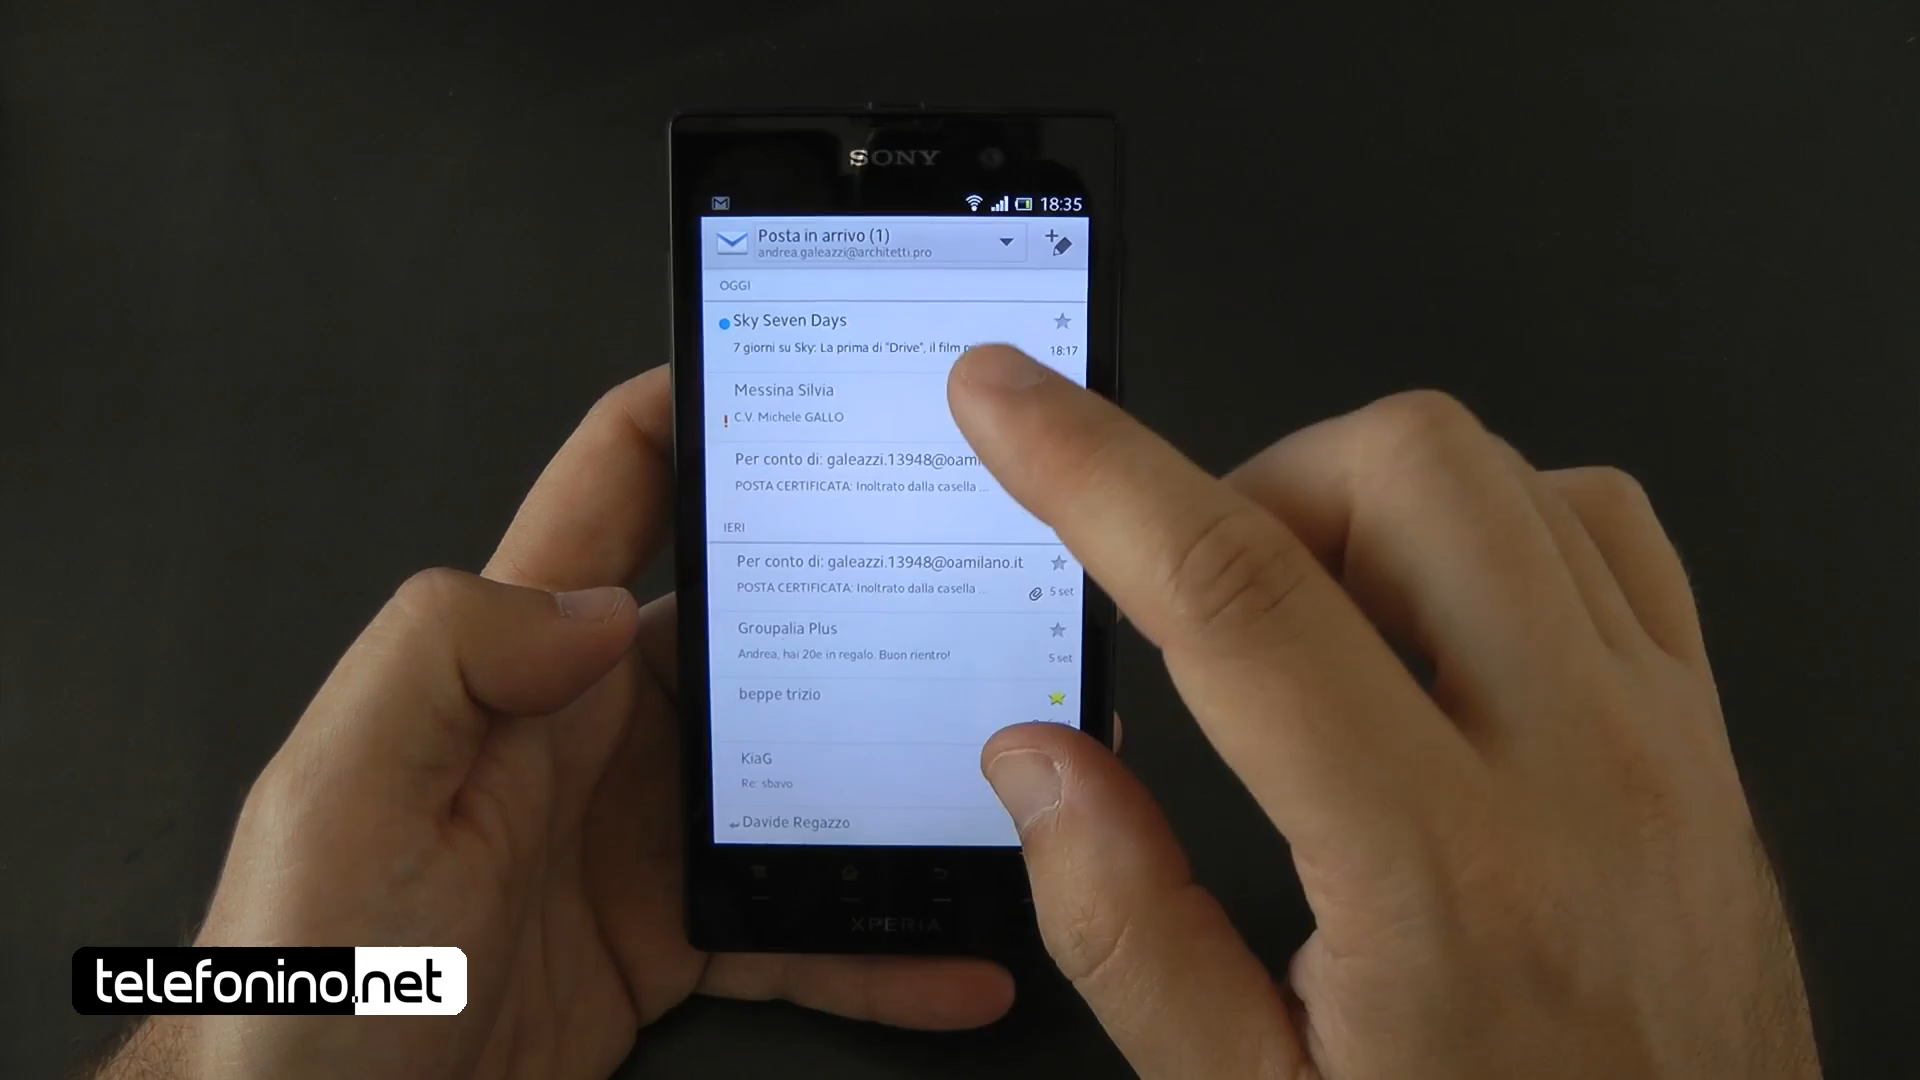 SONY
18:35
Posta in arrivo (1)
andrea.galeazzi@architetti.pro
OGGI
Sky Seven Days
7 giorni su Sky: La prima di "Drive", il film
18:17
Messina Silvia
! C.V. Michele GALLO
Per conto di: galeazzi.13948@oami
POSTA CERTIFICATA: Inoltrato dalla casella ...
IERI
Per conto di: galeazzi.13948@oamilano.it
POSTA CERTIFICATA: Inoltrato dalla casella ...
5 set
Groupalia Plus
Andrea, hai 20e in regalo. Buon rientro!
5 set
beppe trizio
KiaG
Re: sbavo
Davide Regazzo
XPERIA
telefonino.net